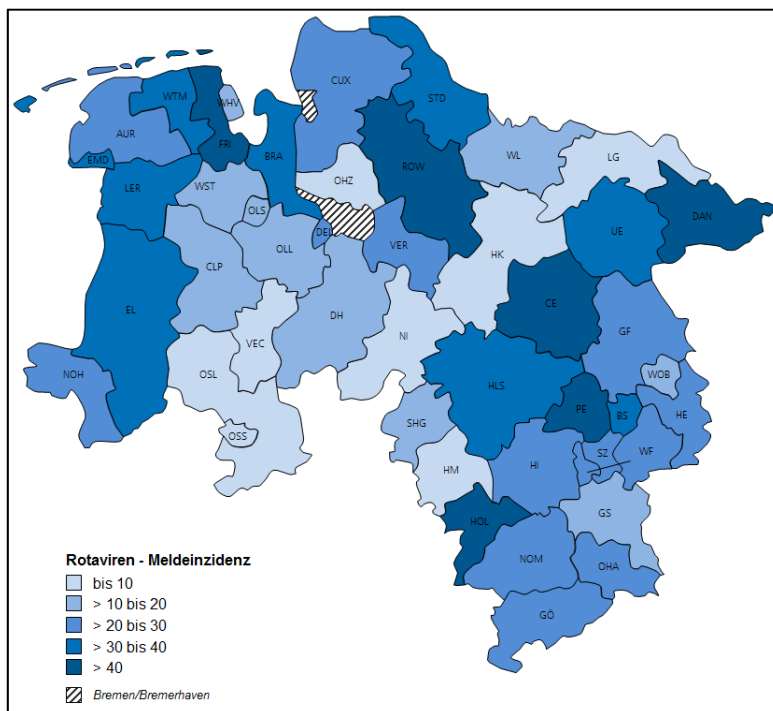 CUX
WTM
WHV
STD
AUR
FRI
BRA
WL
LG
EMD
ROW
LER
WST
OHZ
OLS
DAN
DEL
VER
UE
OLL
HK
CLP
CE
EL
DH
NI
VEC
GF
NOH
OSL
WOB
HLS
PE
BS
HE
SHG
OSS
SZ
WF
HM
HI
GS
HOL
NOM
OHA
GÖ
Rotaviren - Meldeinzidenz
bis 10
> 10 bis 20
> 20 bis 30
> 30 bis 40
> 40
Bremen/Bremerhaven